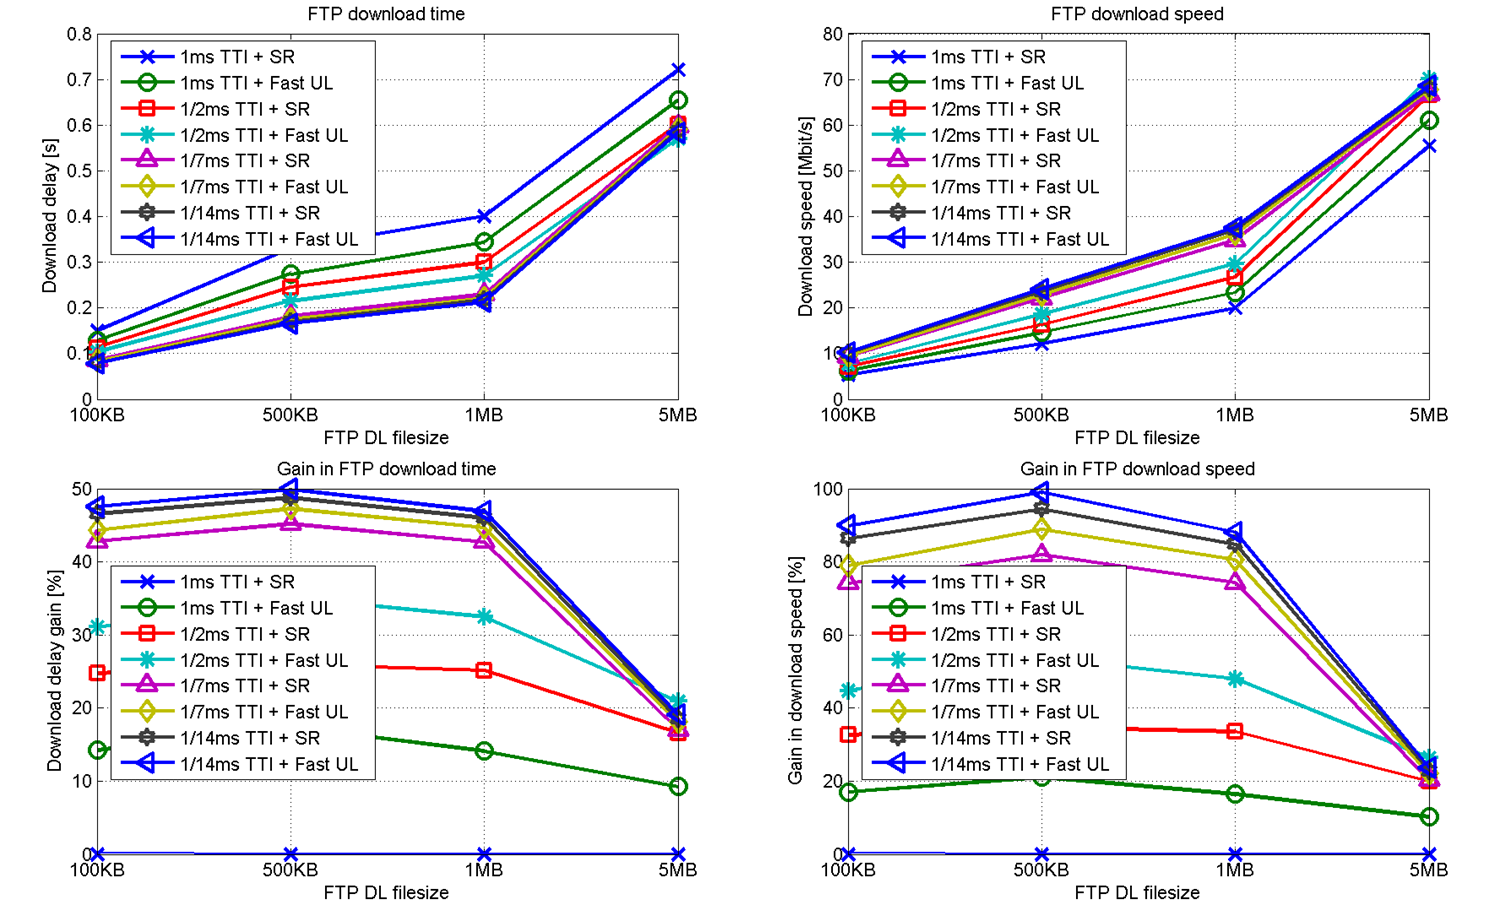 FTP download time
Download delay [s]
0.8
0.7
0.6
0.5
0.4
0.3
0.2
0.1
0
1ms TTI + SR
1ms TTI + Fast UL
1/2ms TTI + SR
1/2ms TTI + Fast UL
1/7ms TTI + SR
1/7ms TTI + Fast UL
1/14ms TTI + SR
1/14ms TTI + Fast UL
100KB 500KB 1MB 5MB
FTP DL filesize
FTP download speed
Download speed [Mbit/s]
80
70
60
50
40
30
20
10
0
1ms TTI + SR
1ms TTI + Fast UL
1/2ms TTI + SR
1/2ms TTI + Fast UL
1/7ms TTI + SR
1/7ms TTI + Fast UL
1/14ms TTI + SR
1/14ms TTI + Fast UL
100KB 500KB 1MB 5MB
FTP DL filesize
Gain in FTP download time
Download delay gain [%]
50
40
30
20
10
0
1ms TTI + SR
1ms TTI + Fast UL
1/2ms TTI + SR
1/2ms TTI + Fast UL
1/7ms TTI + SR
1/7ms TTI + Fast UL
1/14ms TTI + SR
1/14ms TTI + Fast UL
100KB 500KB 1MB 5MB
FTP DL filesize
Gain in FTP download speed
Gain in download speed [%]
100
80
60
40
20
0
1ms TTI + SR
1ms TTI + Fast UL
1/2ms TTI + SR
1/2ms TTI + Fast UL
1/7ms TTI + SR
1/7ms TTI + Fast UL
1/14ms TTI + SR
1/14ms TTI + Fast UL
100KB 500KB 1MB 5MB
FTP DL filesize